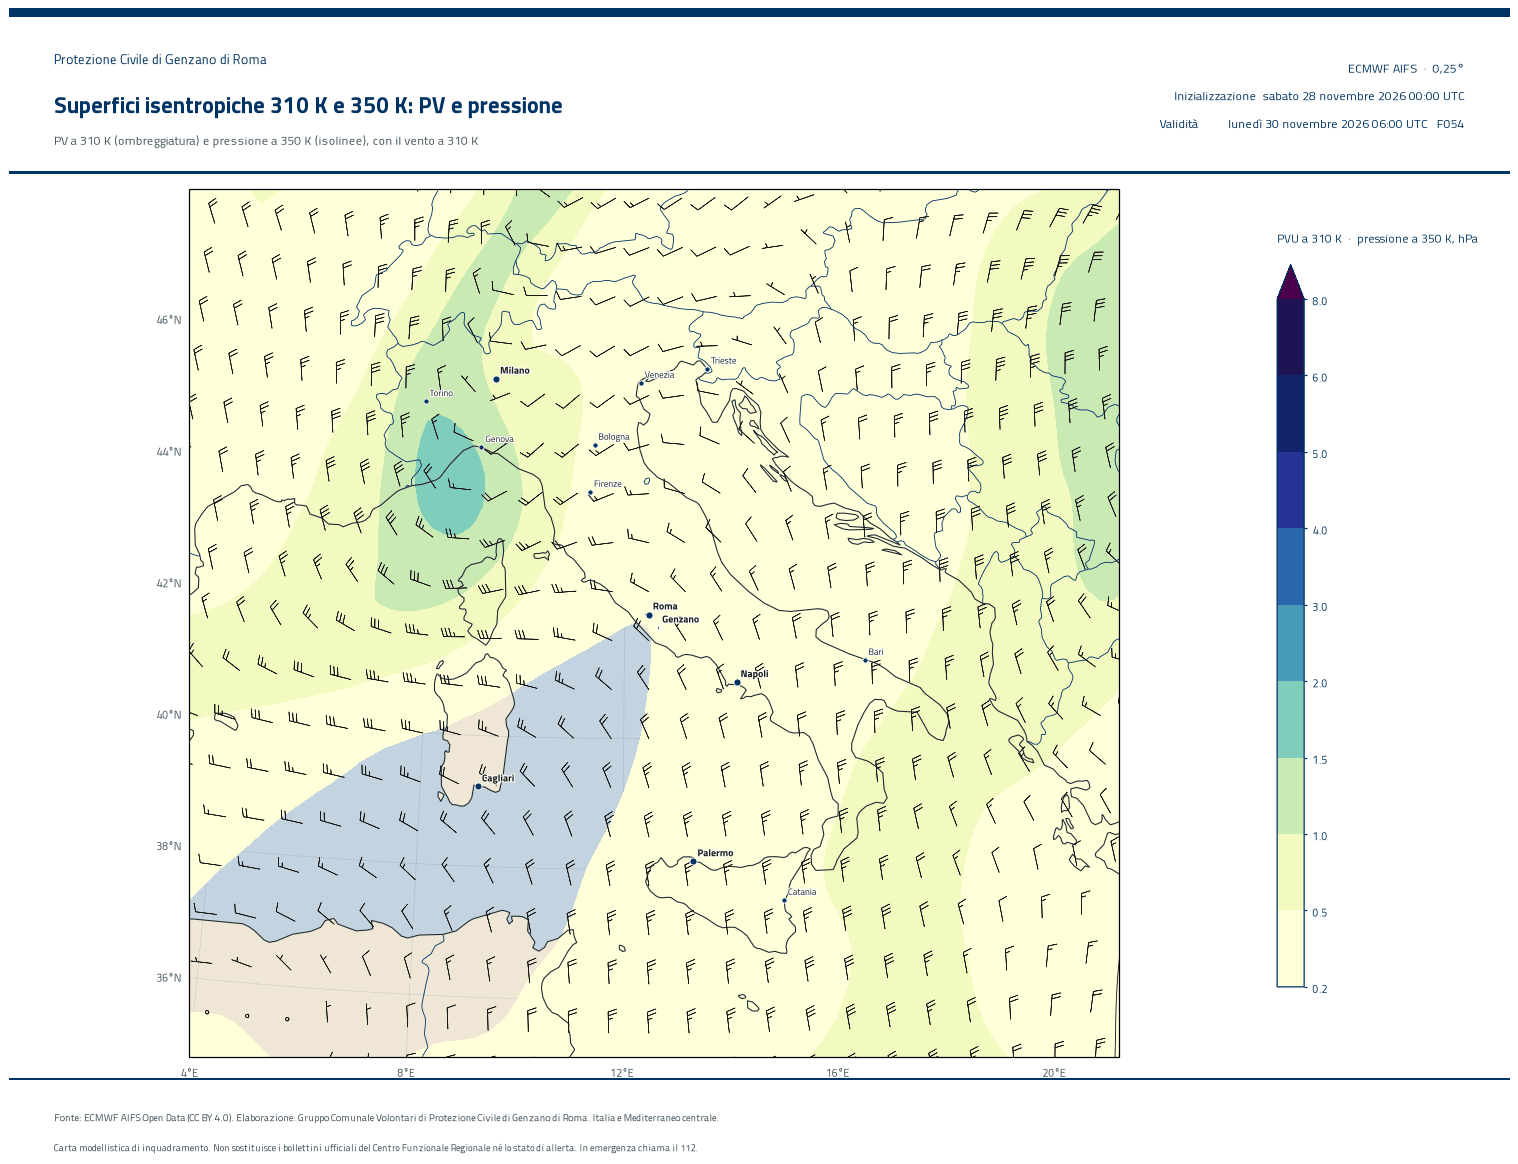 Protezione Civile di Genzano di Roma
Superfici isentropiche 310 K e 350 K: PV e pressione
PV a 310 K (ombreggiatura) e pressione a 350 K (isolinee), con il vento a 310 K
ECMWF AIFS · 0,25°
Inizializzazione sabato 28 novembre 2026 00:00 UTC
Validità lunedì 30 novembre 2026 06:00 UTC F054
PVU a 310 K · pressione a 350 K, hPa
8.0
6.0
5.0
4.0
3.0
2.0
1.5
1.0
0.5
0.2
46°N
44°N
42°N
40°N
38°N
36°N
4°E
8°E
12°E
16°E
20°E
Trieste
Milano
Venezia
Torino
Genova
Bologna
Firenze
Roma
Genzano
Bari
Napoli
Cagliari
Palermo
Catania
Fonte: ECMWF AIFS Open Data (CC BY 4.0). Elaborazione: Gruppo Comunale Volontari di Protezione Civile di Genzano di Roma. Italia e Mediterraneo centrale.
Carta modellistica di inquadramento. Non sostituisce i bollettini ufficiali del Centro Funzionale Regionale né lo stato di allerta. In emergenza chiama il 112.